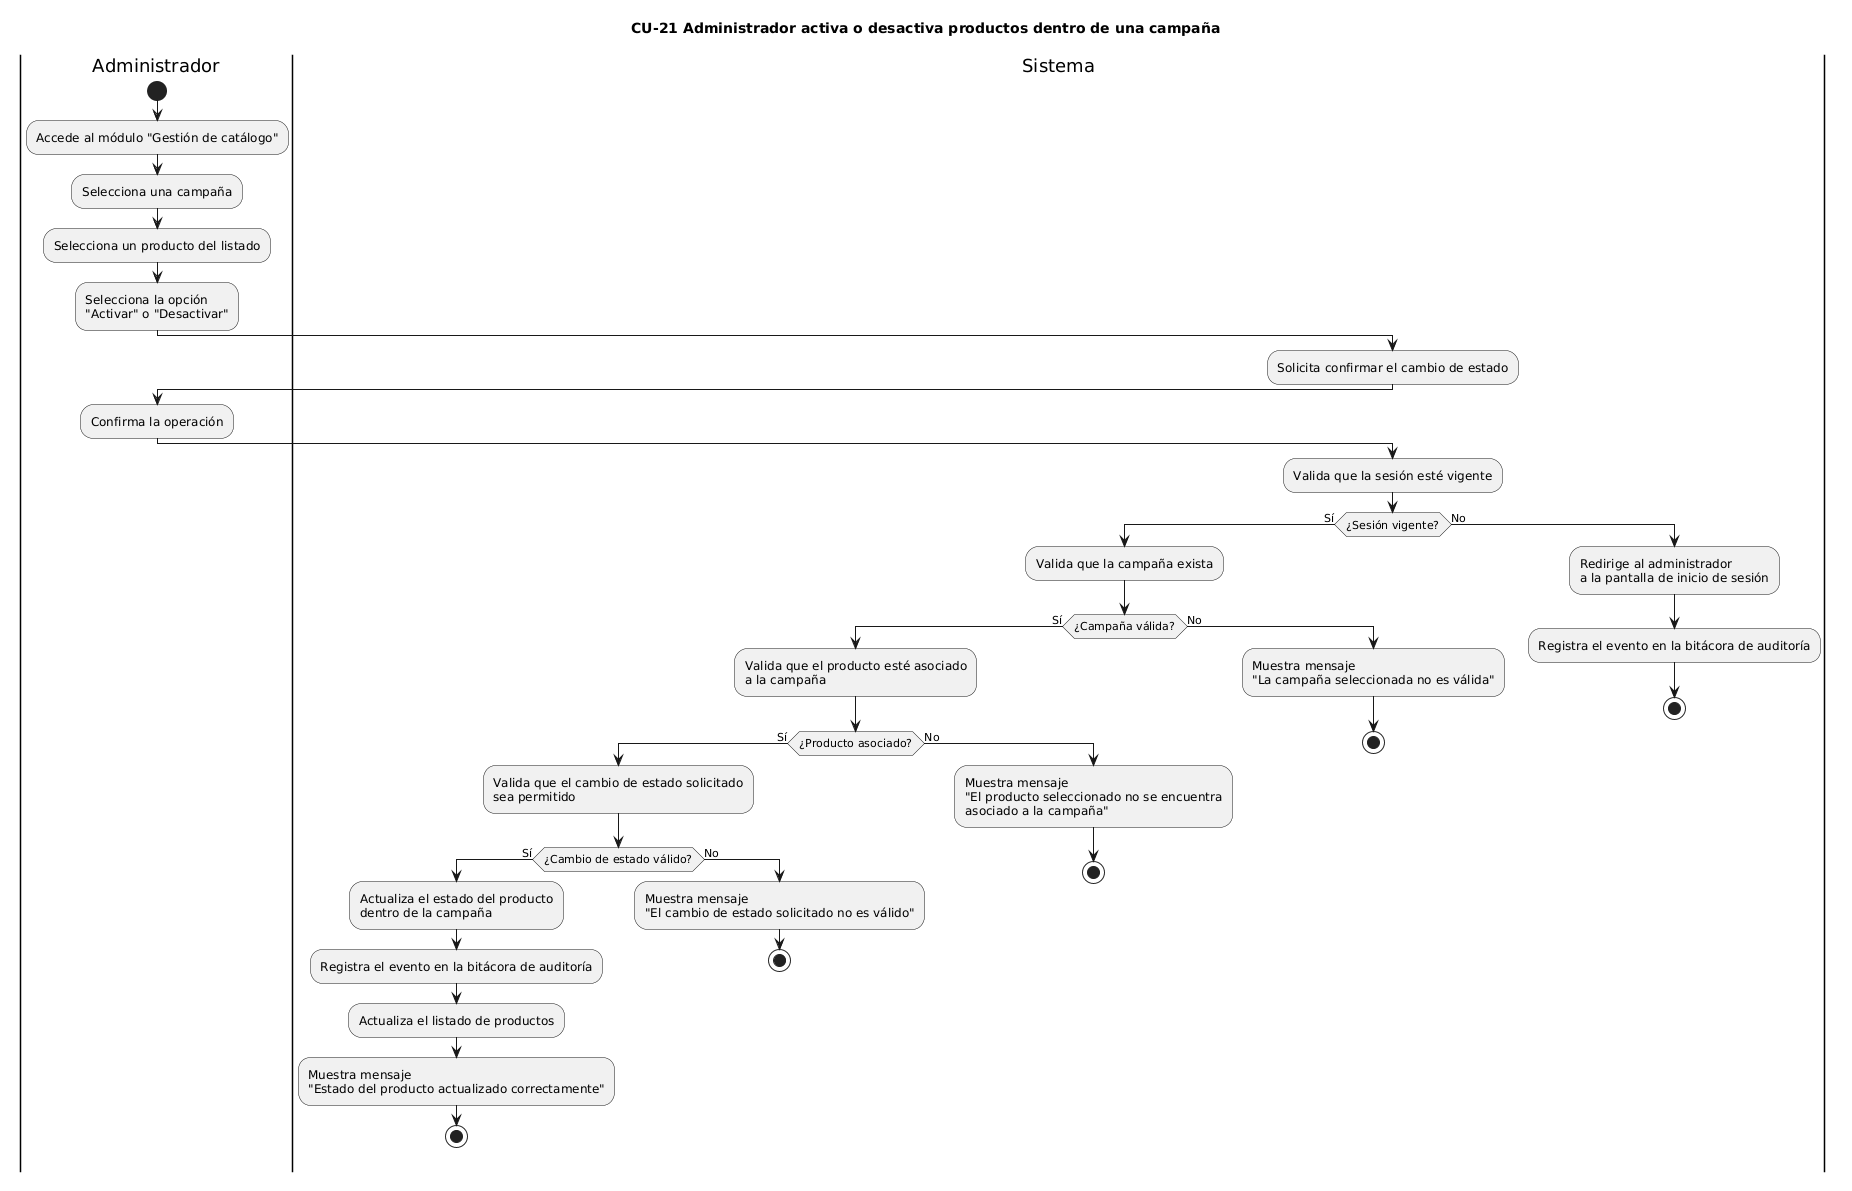 CU-21 Administrador activa o desactiva productos dentro de una campaña
Administrador
Sistema
Accede al módulo "Gestión de catálogo"
Selecciona una campaña
Selecciona un producto del listado
Selecciona la opción
"Activar" o "Desactivar"
Solicita confirmar el cambio de estado
Confirma la operación
Valida que la sesión esté vigente
Sí
¿Sesión vigente?
No
Valida que la campaña exista
Redirige al administrador
a la pantalla de inicio de sesión
Sí
¿Campaña válida?
No
Registra el evento en la bitácora de auditoría
Valida que el producto esté asociado
a la campaña
Muestra mensaje
"La campaña seleccionada no es válida"
Sí
¿Producto asociado?
No
Valida que el cambio de estado solicitado
sea permitido
Muestra mensaje
"El producto seleccionado no se encuentra
asociado a la campaña"
Sí
¿Cambio de estado válido?
No
Actualiza el estado del producto
dentro de la campaña
Muestra mensaje
"El cambio de estado solicitado no es válido"
Registra el evento en la bitácora de auditoría
Actualiza el listado de productos
Muestra mensaje
"Estado del producto actualizado correctamente"